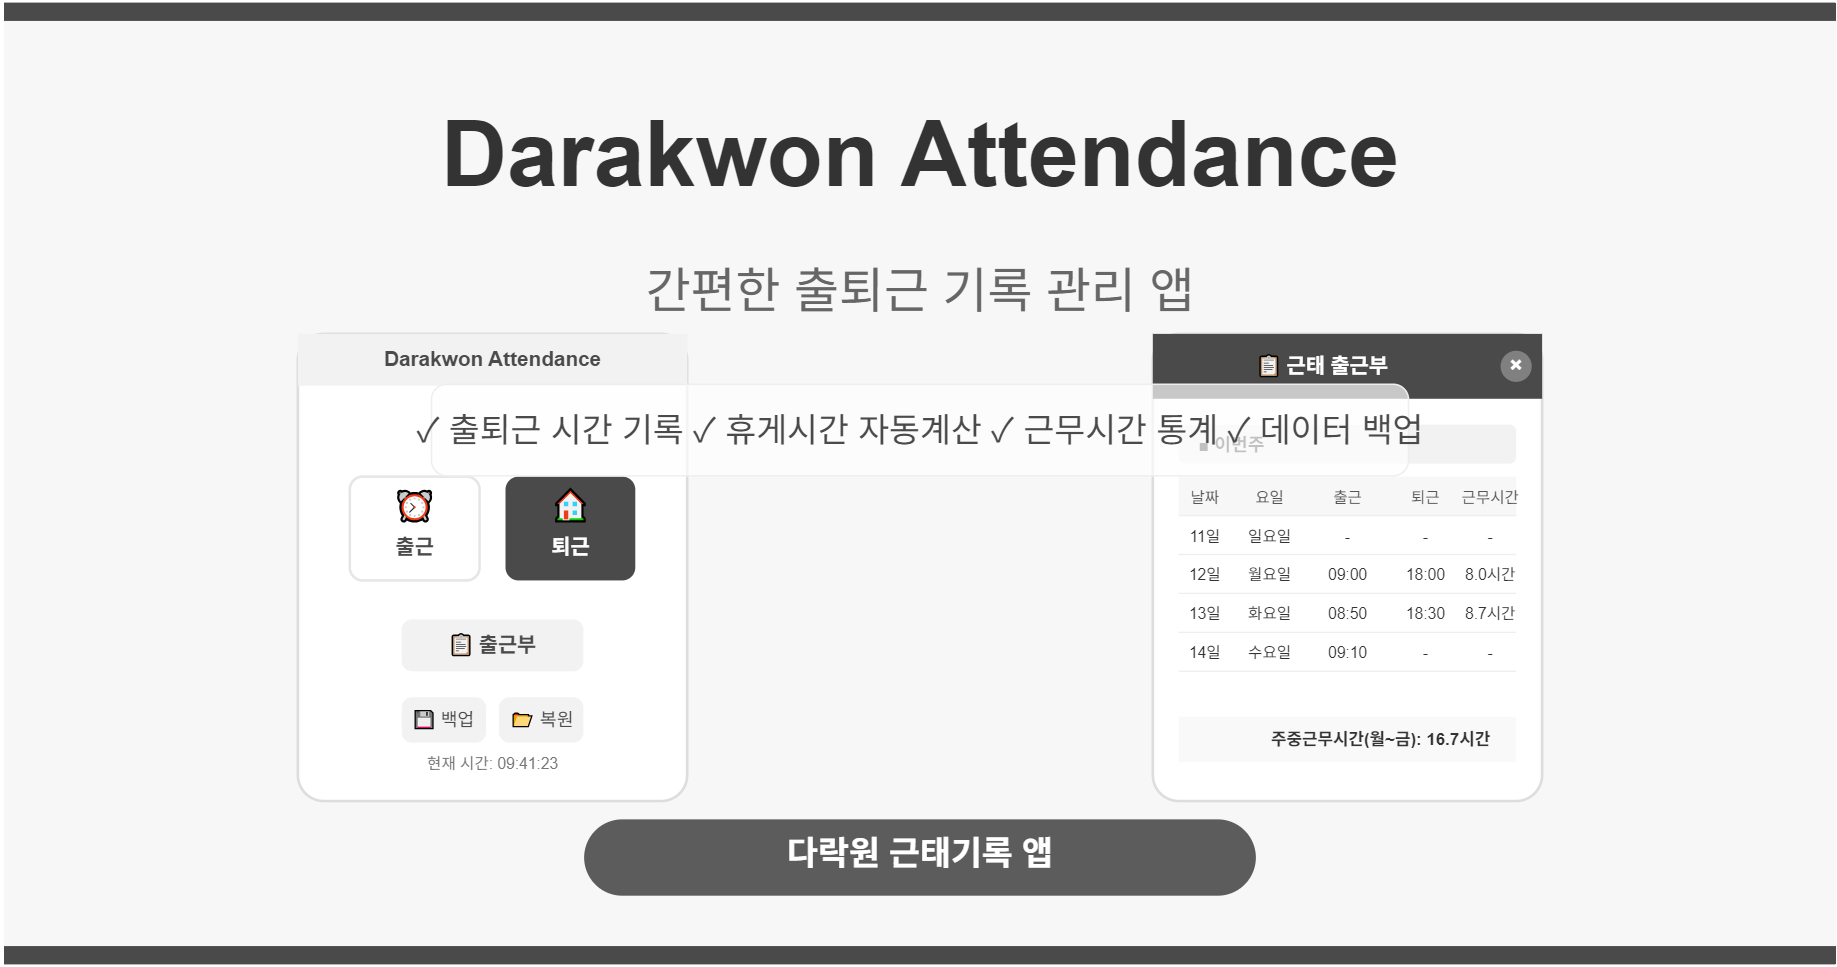 Darakwon Attendance
간편한 출퇴근 기록 관리 앱
✓ 출퇴근 시간 기록 ✓ 휴게시간 자동계산 ✓ 근무시간 통계 ✓ 데이터 백업
Darakwon Attendance
출근
퇴근
출근부
백업
복원
현재 시간: 09:41:23
근태 출근부
이번주
날짜 요일 출근 퇴근 근무시간
11일 일요일 - - -
12일 월요일 09:00 18:00 8.0시간
13일 화요일 08:50 18:30 8.7시간
14일 수요일 09:10 - -
주중근무시간(월~금): 16.7시간
다락원 근태기록 앱